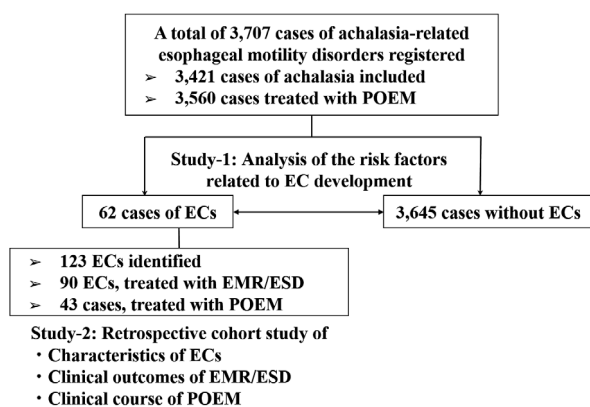 A total of 3,707 cases of achalasia-related
esophageal motility disorders registered
➢ 3,421 cases of achalasia included
➢ 3,560 cases treated with POEM
Study-1: Analysis of the risk factors
related to EC development
62 cases of ECs
3,645 cases without ECs
➢ 123 ECs identified
➢ 90 ECs, treated with EMR/ESD
➢ 43 cases, treated with POEM
Study-2: Retrospective cohort study of
・Characteristics of ECs
・Clinical outcomes of EMR/ESD
・Clinical course of POEM